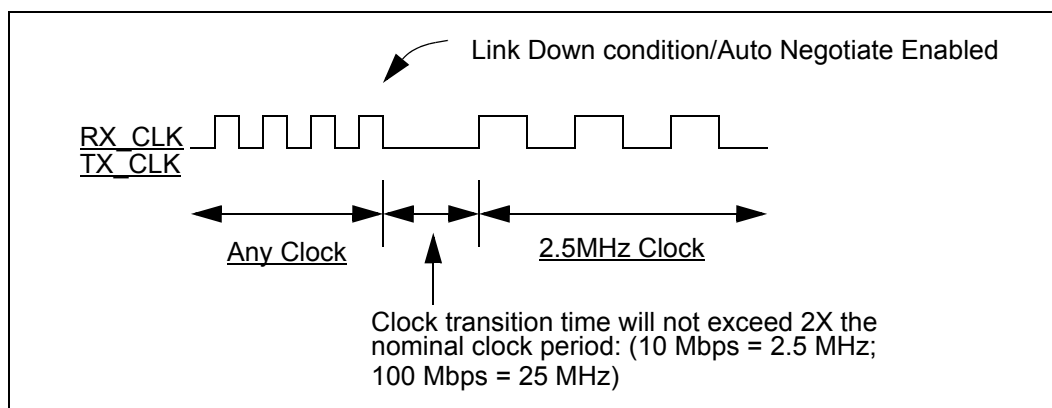 Link Down condition/Auto Negotiate Enabled
RX_CLK
TX_CLK
Any Clock
2.5MHz Clock
Clock transition time will not exceed 2X the
nominal clock period: (10 Mbps = 2.5 MHz;
100 Mbps = 25 MHz)